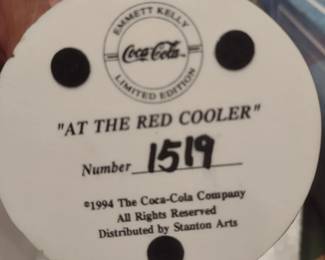 EMMETT KELLY
Coca-Cola
LIMITED EDITION
"AT THE RED COOLER"
Number 1519
©1994 The Coca-Cola Company
All Rights Reserved
Distributed by Stanton Arts